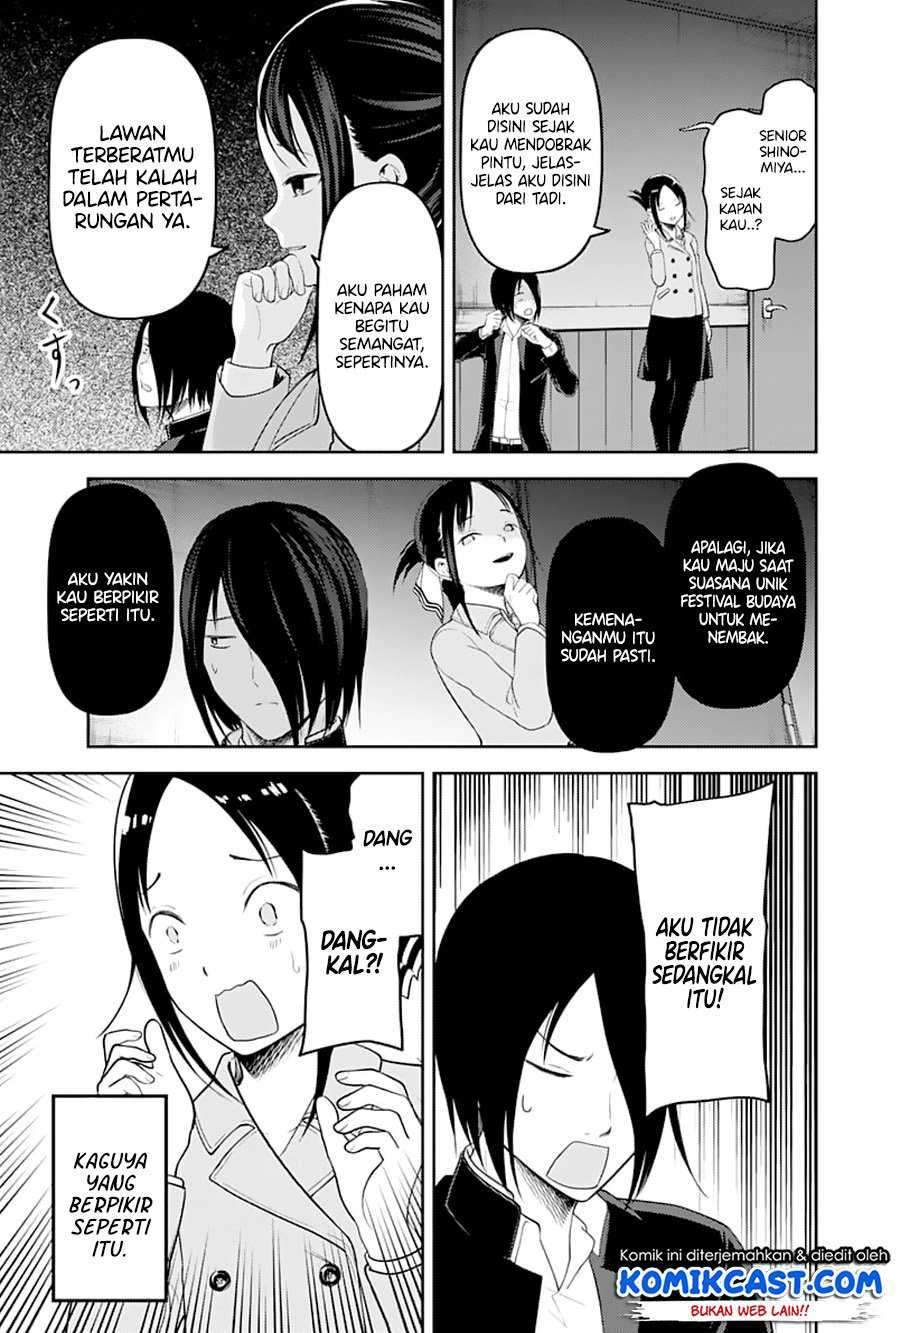 SENIOR
SHINO-
MIYA...
SEJAK
KAPAN
KAU..?
AKU SUDAH
DISINI SEJAK
KAU MENDOBRAK
PINTU, JELAS-
JELAS AKU DISINI
DARI TADI.
AKU PAHAM
KENAPA KAU
BEGITU
SEMANGAT,
SEPERTINYA.
LAWAN
TERBERATMU
TELAH KALAH
DALAM PERTA-
RUNGAN YA.
くすっ
APALAGI, JIKA
KAU MAJU SAAT
SUASANA UNIK
FESTIVAL BUDAYA
UNTUK ME-
NEMBAK.
KEMENA-
NGANMU ITU
SUDAH PASTI.
AKU YAKIN
KAU BERPIKIR
SEPERTI ITU.
AKU TIDAK
BERFIKIR
SEDANGKAL
ITU!
DANG
...
DANG-
KAL?!
KAGUYA
YANG
BERPIKIR
SEPERTI
ITU.
Komik ini diterjemahkan & diedit oleh
KOMIKCAST.COM
BUKAN WEB LAIN!!